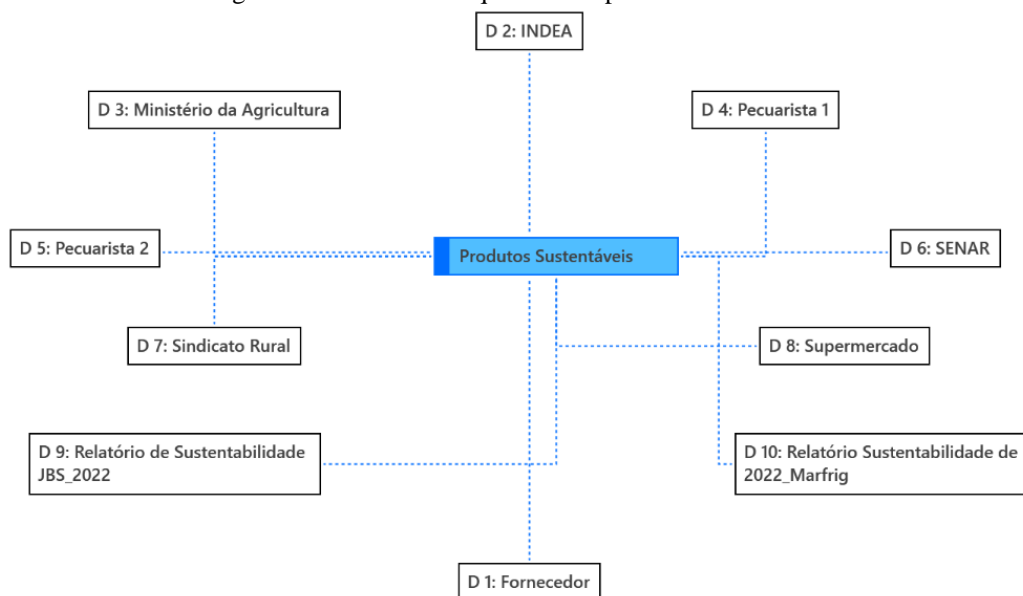 D 2: INDEA
D 3: Ministério da Agricultura
D 4: Pecuarista 1
D 5: Pecuarista 2
Produtos Sustentáveis
D 6: SENAR
D 7: Sindicato Rural
D 8: Supermercado
D 9: Relatório de Sustentabilidade
JBS_2022
D 10: Relatório Sustentabilidade de
2022_Marfrig
D 1: Fornecedor